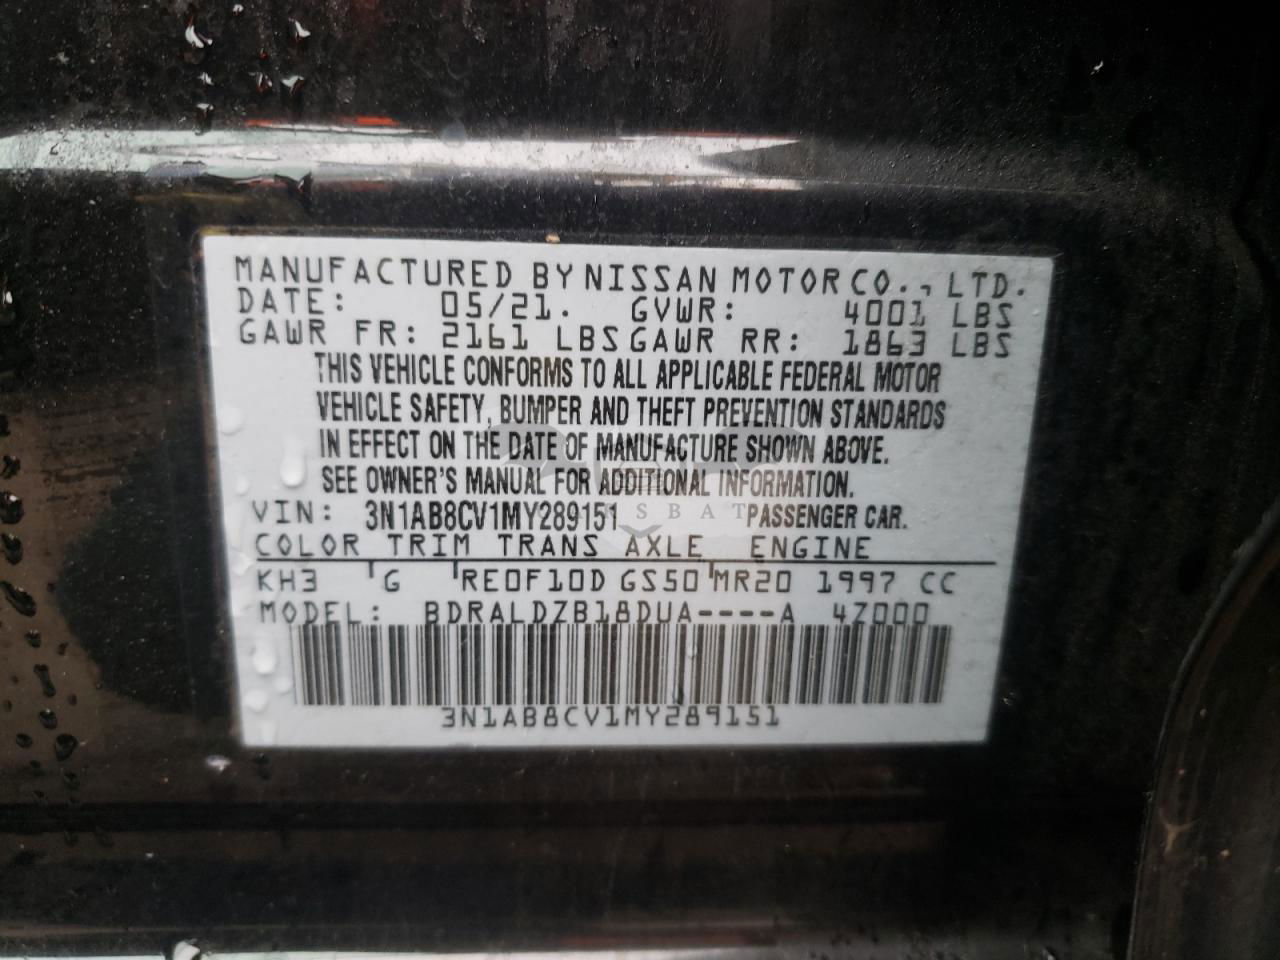 MANUFACTURED BY NISSAN MOTOR CO., LTD.
DATE: 05/21. GVWR: 4001 LBS
GAWR FR: 2161 LBS GAWR RR: 1863 LBS
THIS VEHICLE CONFORMS TO ALL APPLICABLE FEDERAL MOTOR
VEHICLE SAFETY, BUMPER AND THEFT PREVENTION STANDARDS
IN EFFECT ON THE DATE OF MANUFACTURE SHOWN ABOVE.
SEE OWNER'S MANUAL FOR ADDITIONAL INFORMATION.
VIN: 3N1AB8CV1MY289151 PASSENGER CAR.
COLOR TRIM TRANS AXLE ENGINE
KH3 G RE0F10D GS50 MR20 1997 CC
MODEL: BDRALDZB18DUA----A 4Z000
3N1AB8CV1MY289151